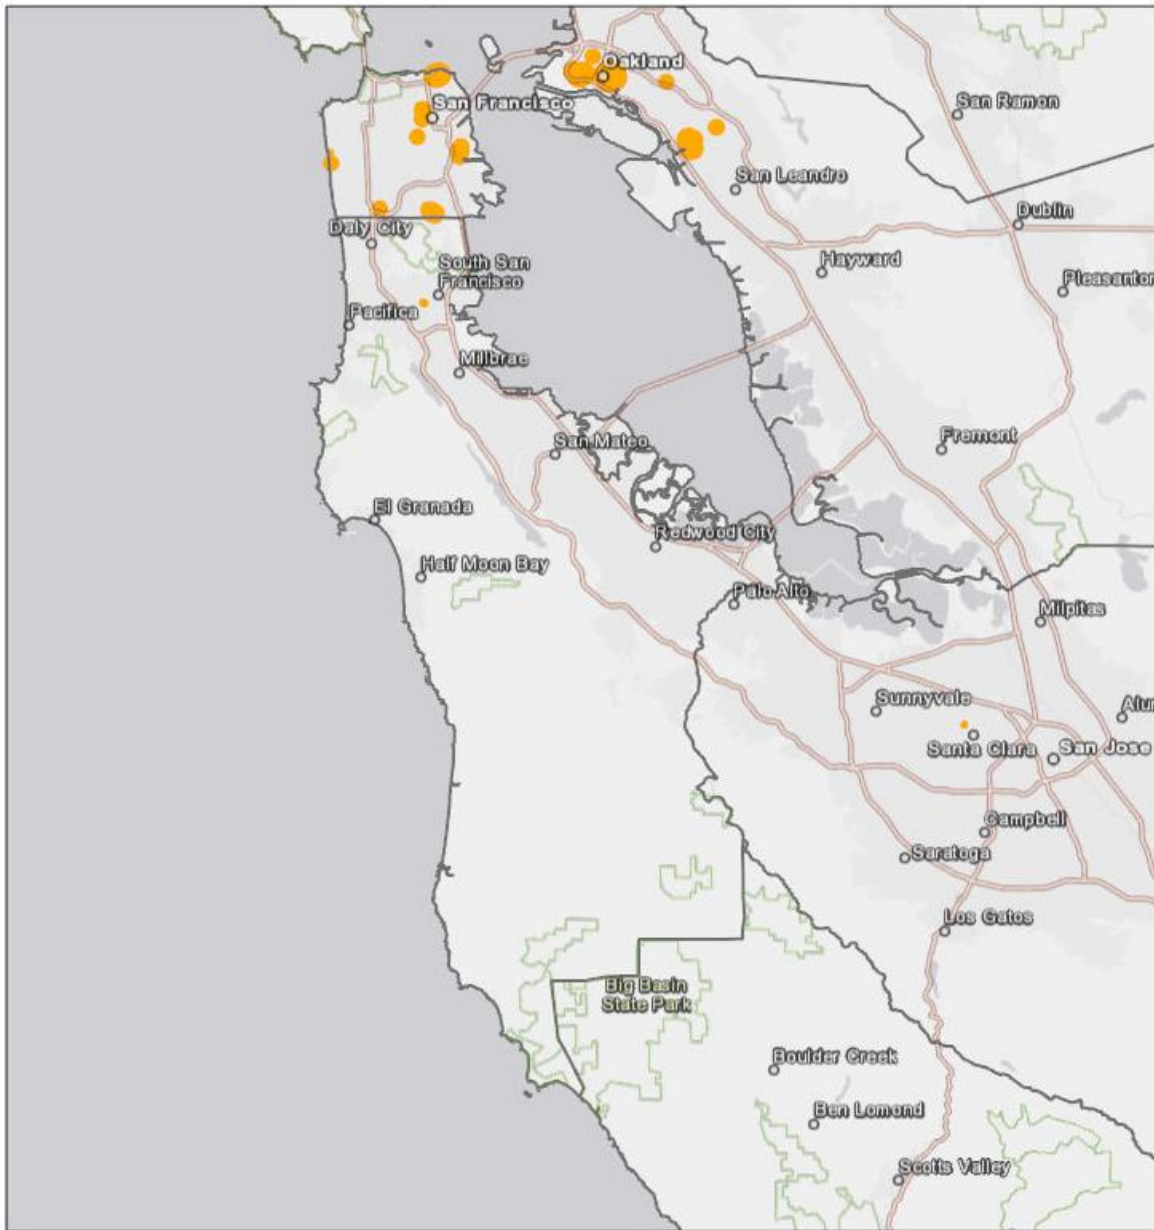 Oakland
San Francisco
San Ramon
San Leandro
Dublin
Daly City
Hayward
South San
Francisco
Pleasanton
Pacifica
Millbrae
Fremont
San Mateo
El Granada
Redwood City
Half Moon Bay
Palo Alto
Milpitas
Sunnyvale
Alur
Santa Clara
San Jose
Campbell
Saratoga
Los Gatos
Big Basin
State Park
Boulder Creek
Ben Lomond
Scotts Valley